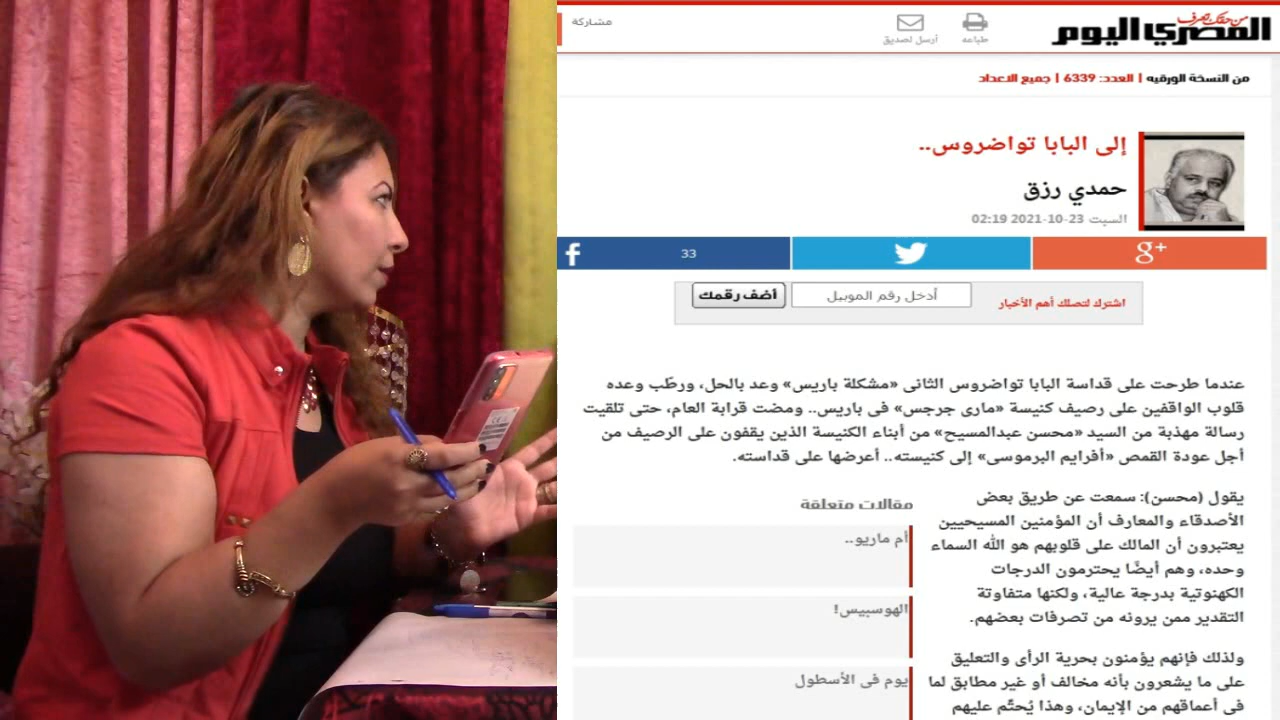 من حقك تعرف
المصري اليوم
طباعه
أرسل لصديق
مشاركة
من النسخة الورقيه | العدد: 6339 | جميع الاعداد
إلى البابا تواضروس..
حمدي رزق
السبت 23-10-2021 02:19
f
33
g+
اشترك لتصلك أهم الأخبار
أدخل رقم الموبيل
أضف رقمك
عندما طرحت على قداسة البابا تواضروس الثانى «مشكلة باريس» وعد بالحل، ورطّب وعده
قلوب الواقفين على رصيف كنيسة «مارى جرجس» فى باريس.. ومضت قرابة العام، حتى تلقيت
رسالة مهذبة من السيد «محسن عبدالمسيح» من أبناء الكنيسة الذين يقفون على الرصيف من
أجل عودة القمص «أفرايم البرموسى» إلى كنيسته.. أعرضها على قداسته.
يقول (محسن): سمعت عن طريق بعض
الأصدقاء والمعارف أن المؤمنين المسيحيين
يعتبرون أن المالك على قلوبهم هو الله السماء
وحده، وهم أيضًا يحترمون الدرجات
الكهنوتية بدرجة عالية، ولكنها متفاوتة
التقدير ممن يرونه من تصرفات بعضهم.
ولذلك فإنهم يؤمنون بحرية الرأى والتعليق
على ما يشعرون بأنه مخالف أو غير مطابق لما
فى أعماقهم من الإيمان، وهذا يُحتّم عليهم
مقالات متعلقة
أم ماريو..
الهوسبيس!
يوم فى الأسطول